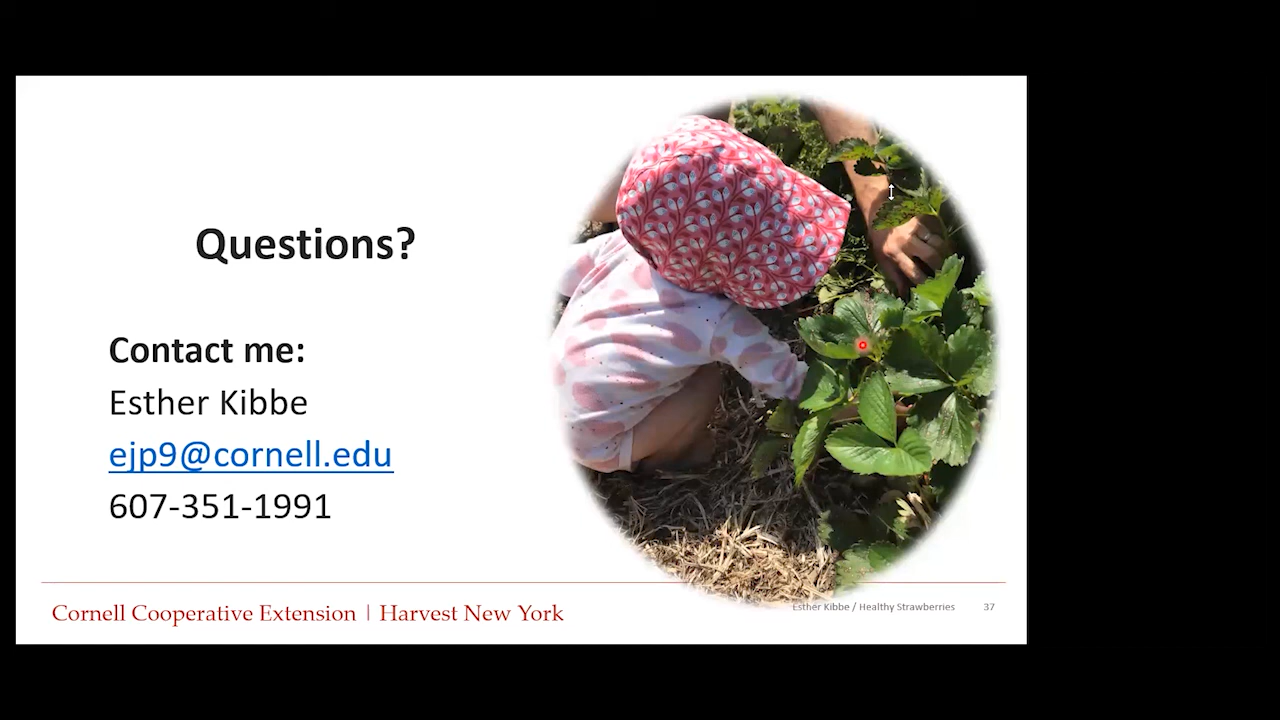 Questions?
Contact me:
Esther Kibbe
ejp9@cornell.edu
607-351-1991
Cornell Cooperative Extension | Harvest New York
Esther Kibbe / Healthy Strawberries
37